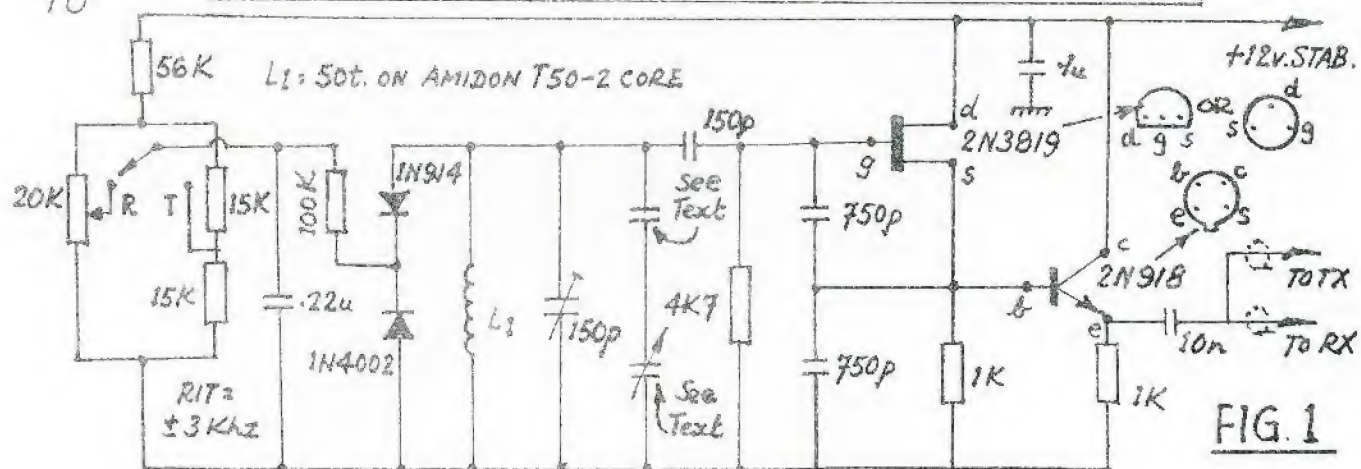 10
+12v.STAB.
56K
L1= 50t. ON AMIDON T50-2 CORE
.1u
d
OR
d
150p
d
2N3819
d g s
s
g
1N914
g
s
See
Text
20K
R
T
15K
100K
750p
b
c
e
s
c
2N918
TO TX
15K
.22u
L1
150p
4K7
b
e
10n
TO RX
1N4002
750p
1K
1K
RIT=
±3Khz
See
Text
FIG. 1